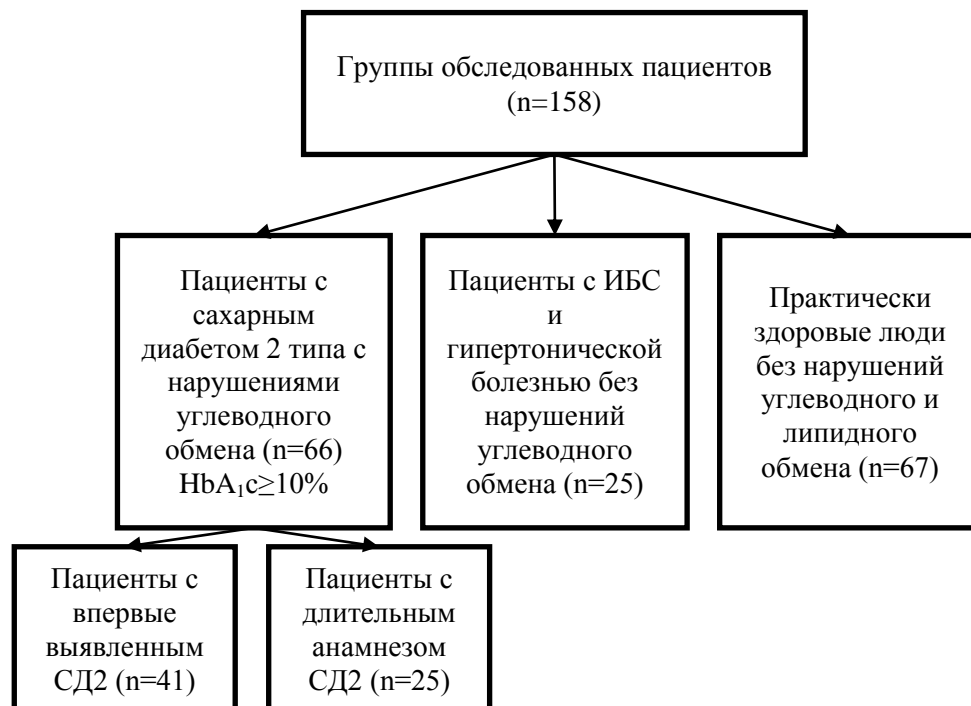 Группы обследованных пациентов
(n=158)
Пациенты с
сахарным
диабетом 2 типа с
нарушениями
углеводного
обмена (n=66)
HbA₁c≥10%
Пациенты с ИБС
и
гипертонической
болезнью без
нарушений
углеводного
обмена (n=25)
Практически
здоровые люди
без нарушений
углеводного и
липидного
обмена (n=67)
Пациенты с
впервые
выявленным
СД2 (n=41)
Пациенты с
длительным
анамнезом
СД2 (n=25)